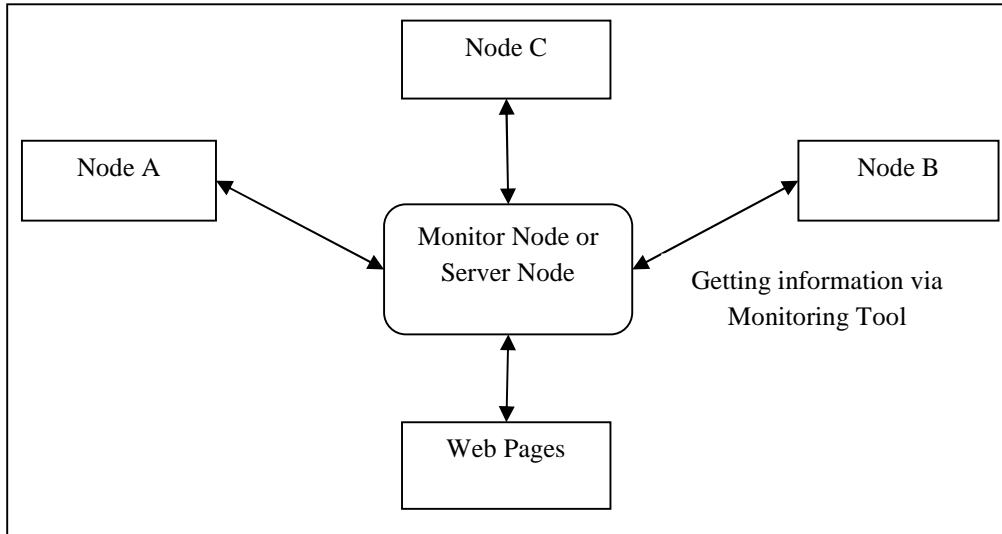 Node C
Node A
Node B
Monitor Node or
Server Node
Getting information via
Monitoring Tool
Web Pages